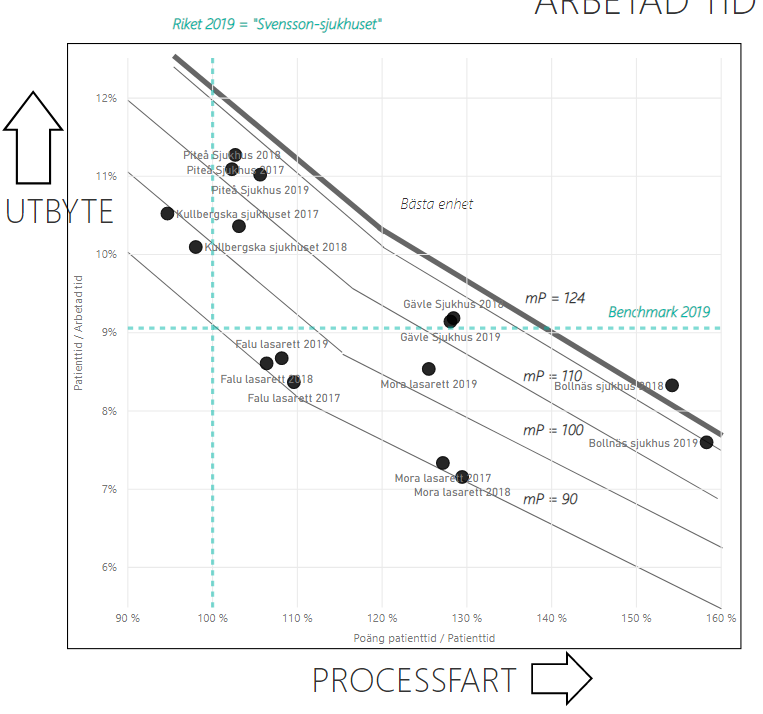 ARBETAD TID
Riket 2019 = "Svensson-sjukhuset"
12%
Piteå Sjukhus 2018
Piteå Sjukhus 2017
11%
Piteå Sjukhus 2019
UTBYTE
Bästa enhet
Kullbergska sjukhuset 2017
Kullbergska sjukhuset 2018
10%
mP = 124
Gävle Sjukhus 2018
Benchmark 2019
9%
Gävle Sjukhus 2019
Patienttid / Arbetad tid
Falu lasarett 2019
mP = 110
Falu lasarett 2018
Mora lasarett 2019
Bollnäs sjukhus 2018
Falu lasarett 2017
8%
mP = 100
Bollnäs sjukhus 2019
Mora lasarett 2017
7%
Mora lasarett 2018
mP = 90
6%
90 %
100 %
110 %
120 %
130 %
140 %
150 %
160 %
Poäng patienttid / Patienttid
PROCESSFART